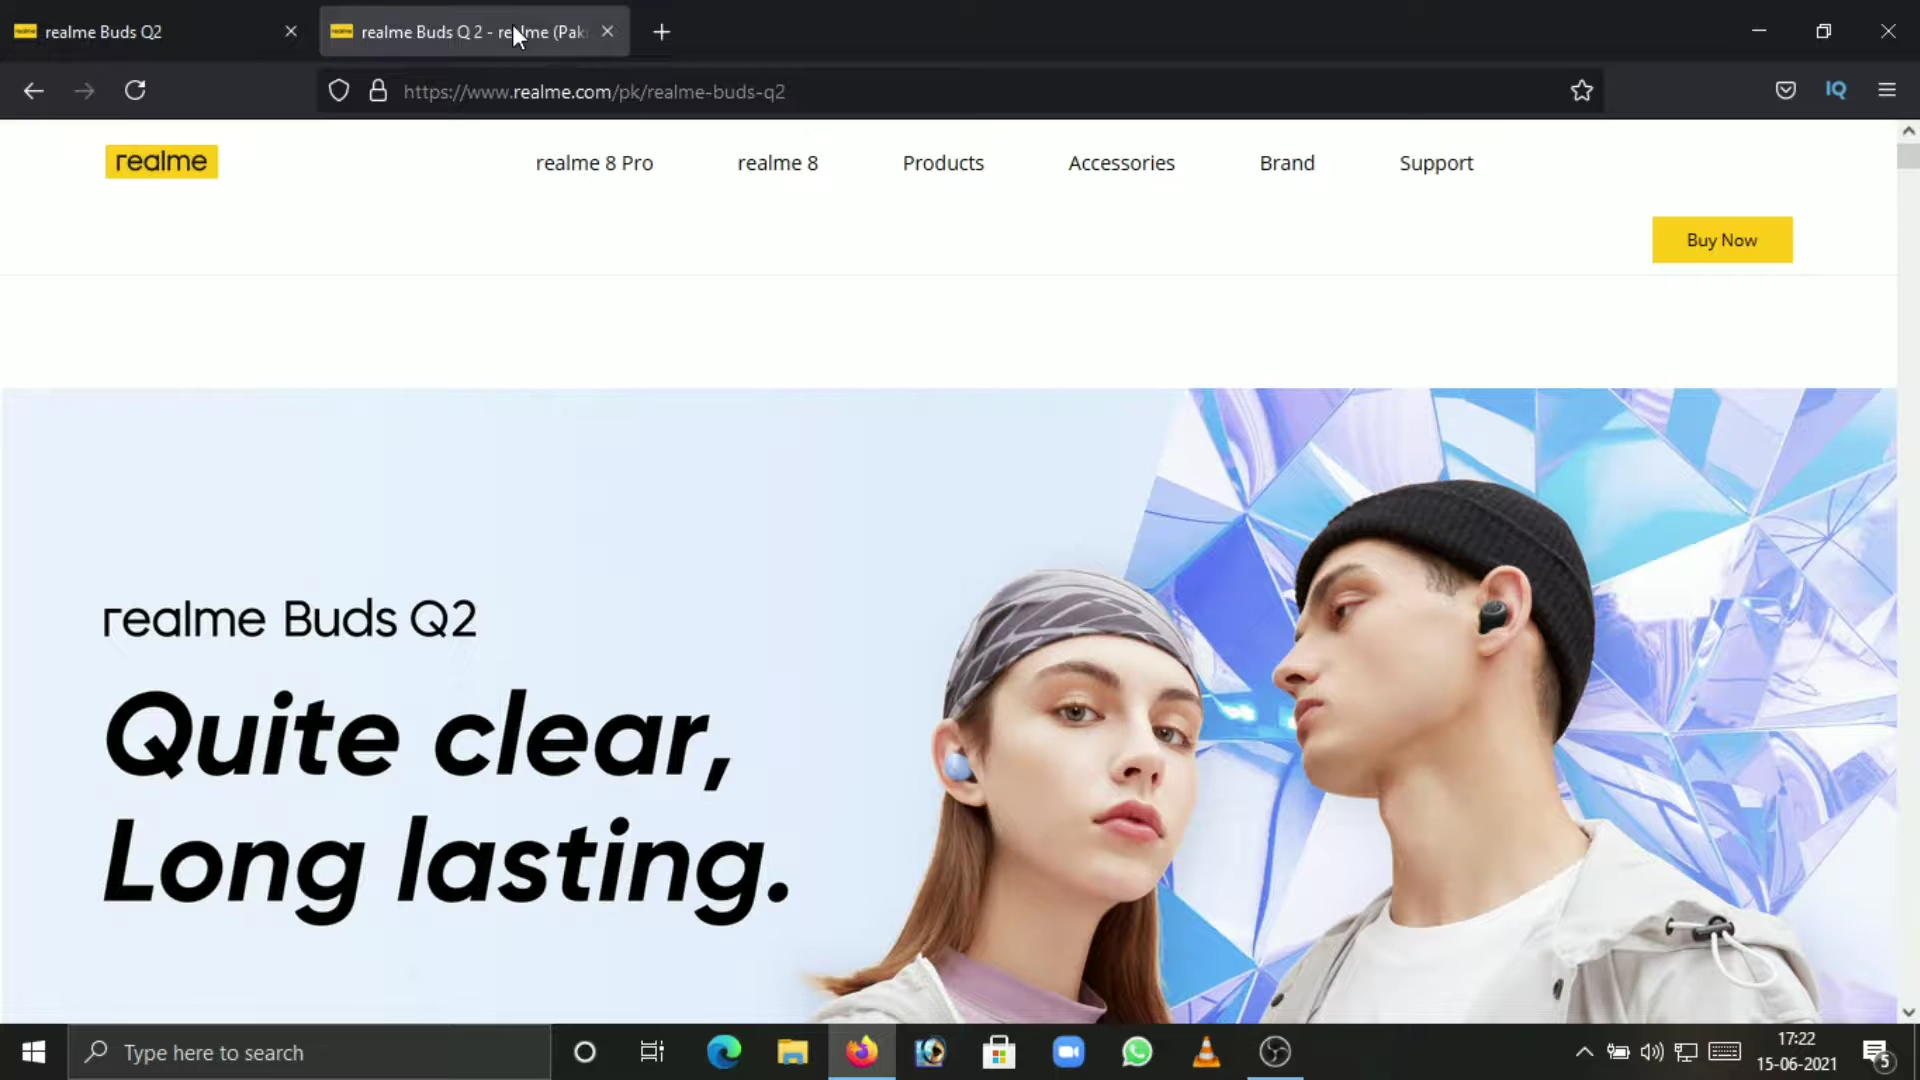 realme Buds Q2
realme Buds Q 2 - realme (Pak
https://www.realme.com/pk/realme-buds-q2
IQ
realme
realme 8 Pro
realme 8
Products
Accessories
Brand
Support
Buy Now
realme Buds Q2
Quite clear,
Long lasting.
Type here to search
17:22
15-06-2021
5